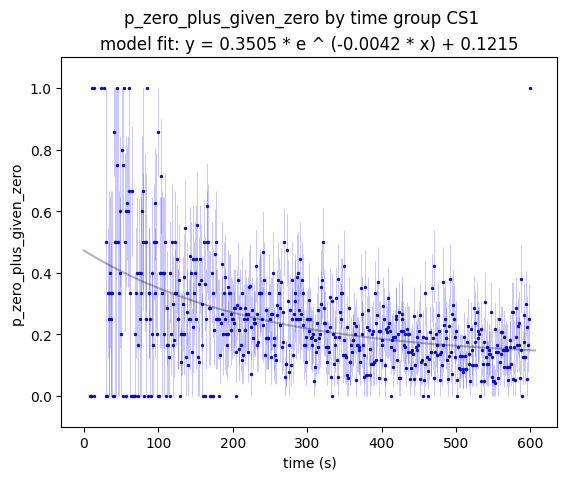 p_zero_plus_given_zero by time group CS1
model fit: y = 0.3505 * e ^ (-0.0042 * x) + 0.1215
1.0
0.8
0.6
0.4
0.2
0.0
p_zero_plus_given_zero
0 100 200 300 400 500 600
time (s)